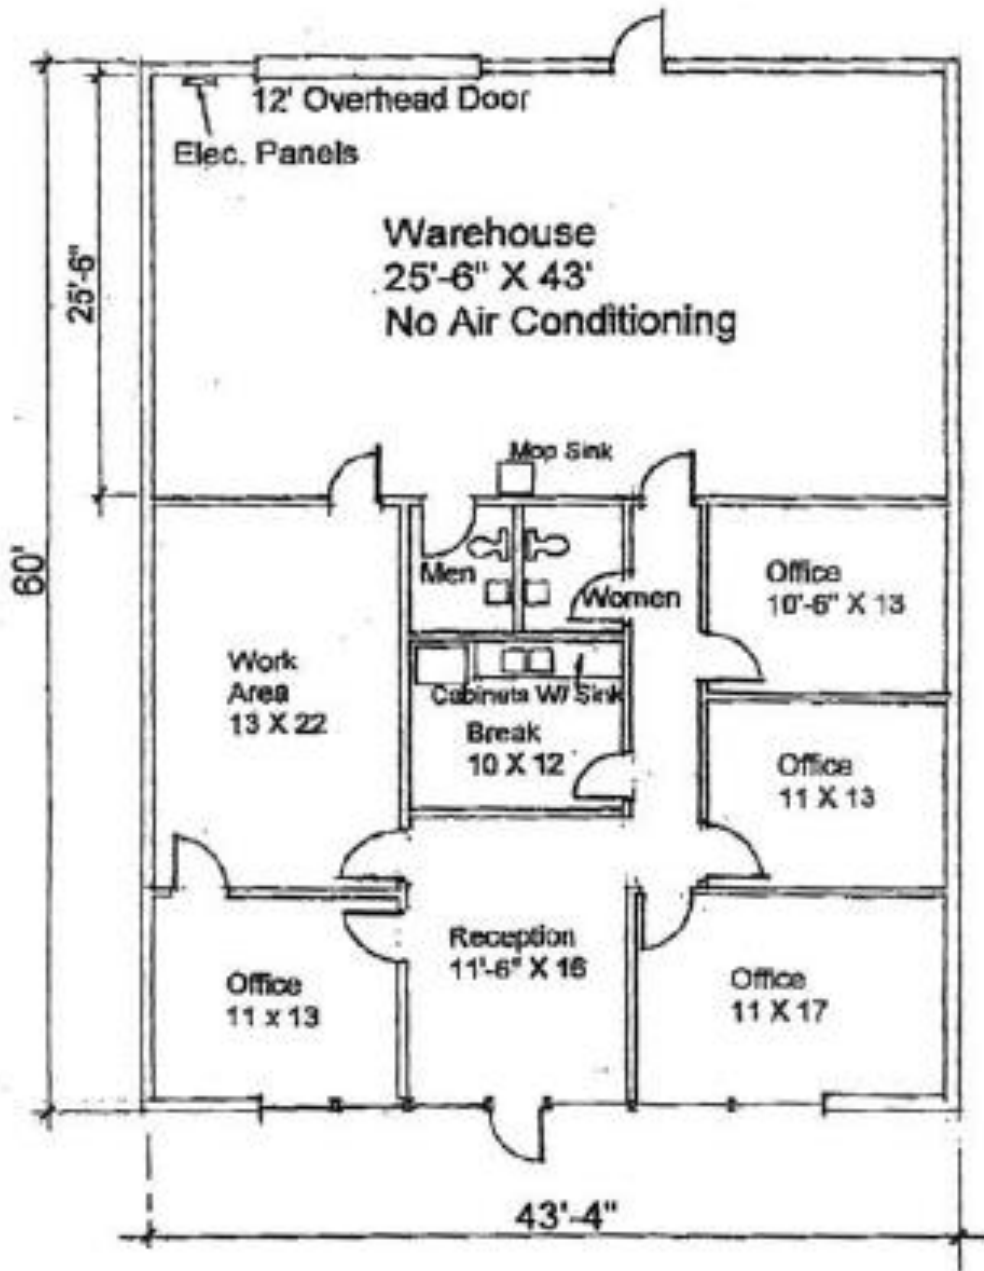 12' Overhead Door
Elec. Panels
Warehouse
25'-6" X 43'
No Air Conditioning
25'-6"
60'
Mop Sink
Men
Women
Office
10'-6" X 13
Work
Area
13 X 22
Cabinets W/ Sink
Break
10 X 12
Office
11 X 13
Reception
11'-6" X 16
Office
11 x 13
Office
11 X 17
43'-4"